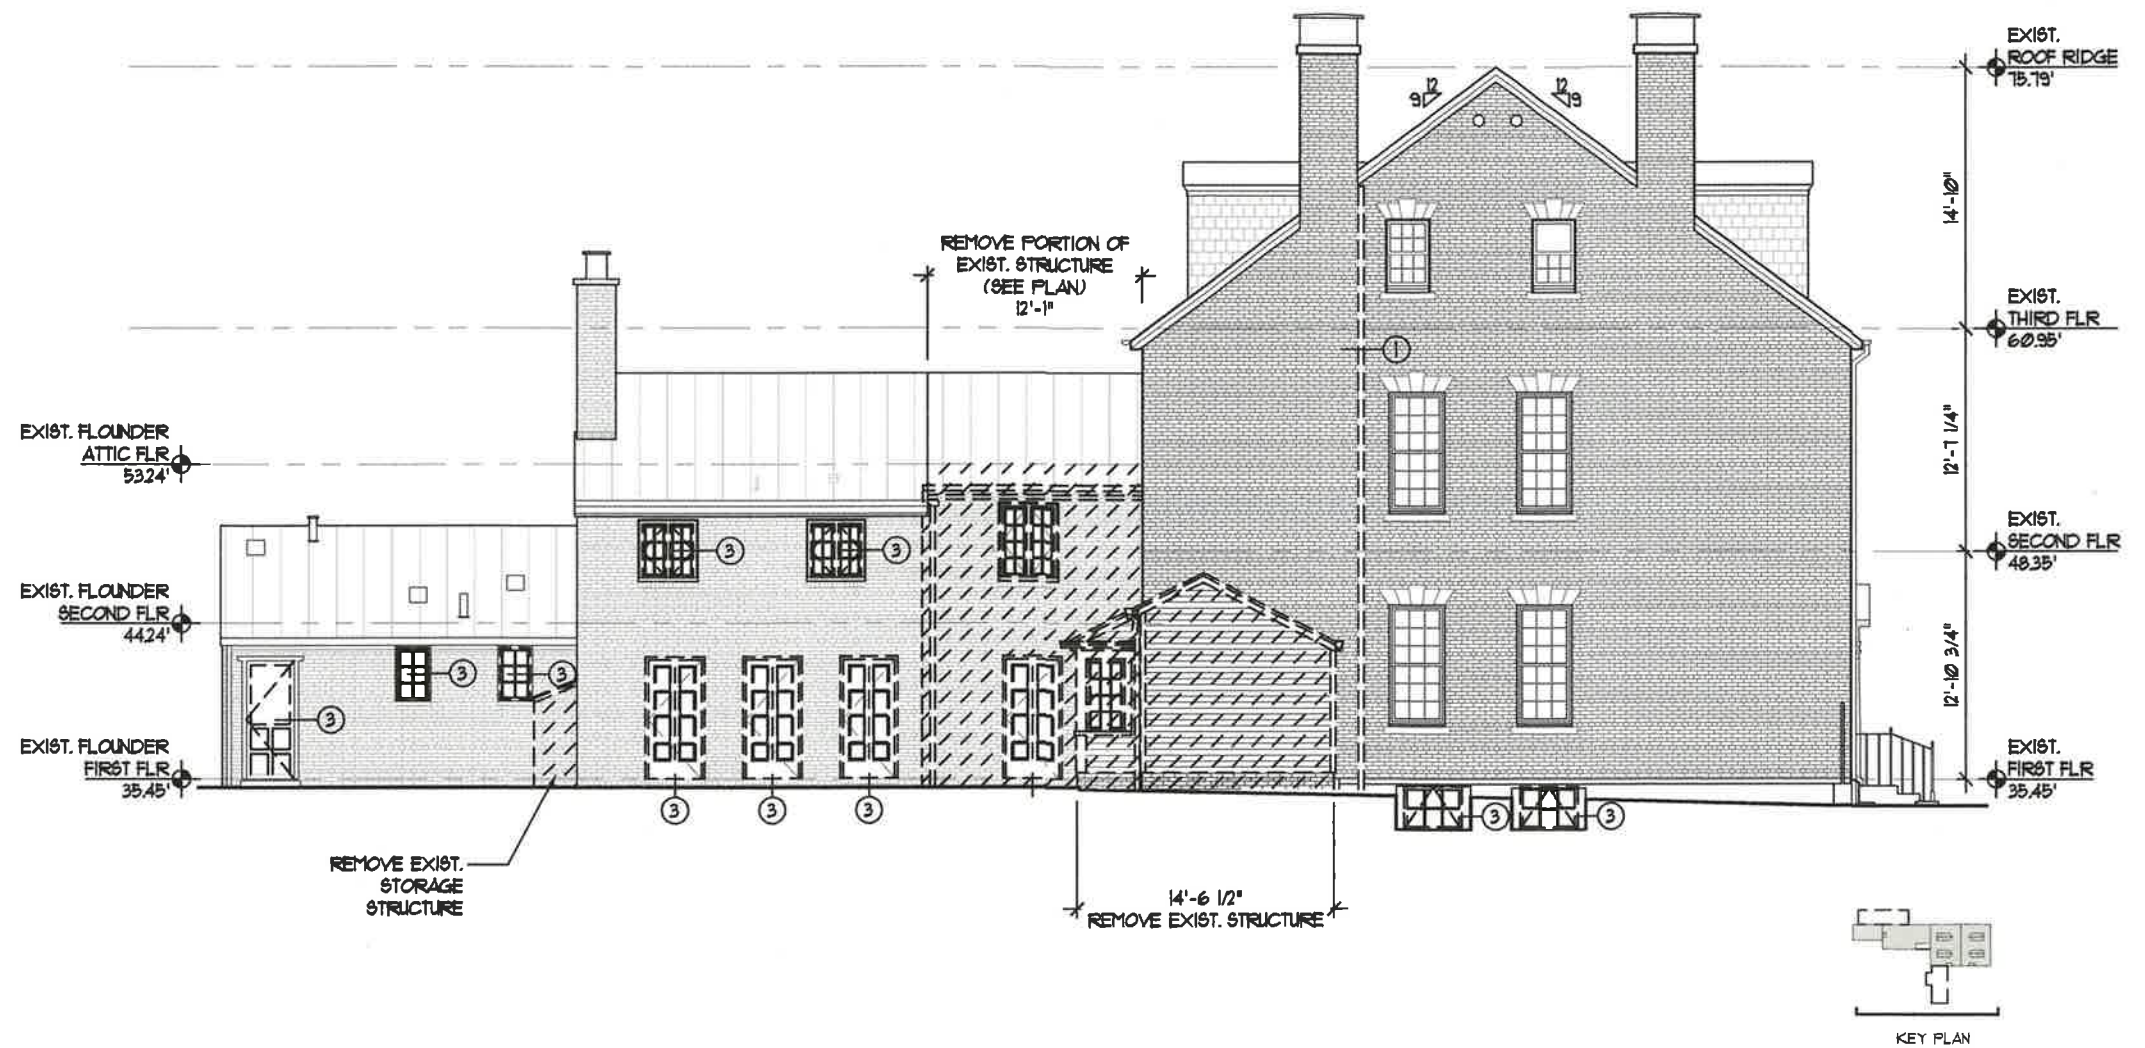 EXIST.
ROOF RIDGE
75.79'
12
9
12
9
14'-10"
REMOVE PORTION OF
EXIST. STRUCTURE
(SEE PLAN)
12'-1"
EXIST.
THIRD FLR
60.95'
1
EXIST. FLOUNDER
ATTIC FLR
53.24'
12'-7 1/4"
EXIST.
SECOND FLR
48.35'
3
3
EXIST. FLOUNDER
SECOND FLR
44.24'
3
3
3
12'-10 3/4"
EXIST. FLOUNDER
FIRST FLR
35.45'
EXIST.
FIRST FLR
35.45'
3
3
3
3
3
REMOVE EXIST.
STORAGE
STRUCTURE
14'-6 1/2"
REMOVE EXIST. STRUCTURE
KEY PLAN